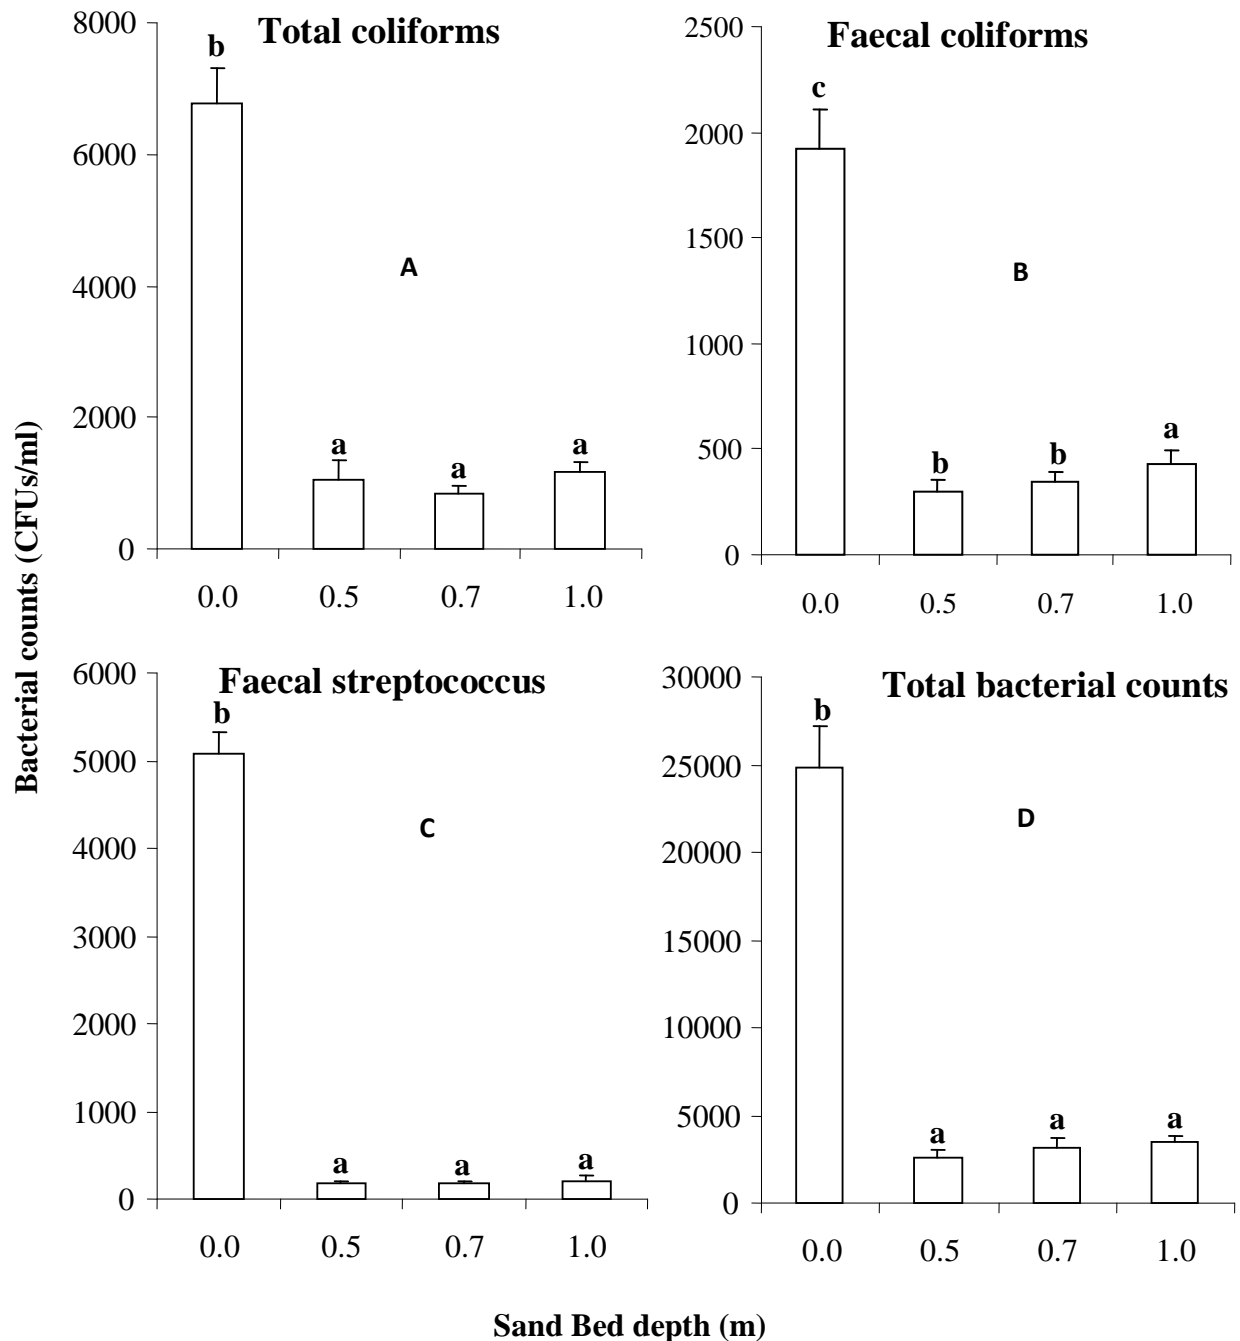 Total coliforms
8000
6000
4000
2000
0
b
a
a
a
A
0.0 0.5 0.7 1.0
Faecal coliforms
2500
2000
1500
1000
500
0
c
b
b
a
B
0.0 0.5 0.7 1.0
Bacterial counts (CFUs/ml)
Faecal streptococcus
6000
5000
4000
3000
2000
1000
0
b
a
a
a
C
0.0 0.5 0.7 1.0
Total bacterial counts
30000
25000
20000
15000
10000
5000
0
b
a
a
a
D
0.0 0.5 0.7 1.0
Sand Bed depth (m)